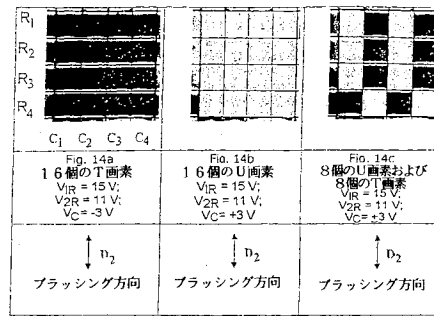 R1
R2
R3
R4
C1 C2 C3 C4
Fig. 14a
16個のT画素
V1R = 15 V;
V2R = 11 V;
VC= -3 V
Fig. 14b
16個のU画素
V1R = 15 V;
V2R = 11 V;
VC= +3 V
Fig. 14c
8個のU画素および
8個のT画素
V1R = 15 V;
V2R = 11 V;
VC= ±3 V
n2
ブラッシング方向
n2
ブラッシング方向
n2
ブラッシング方向